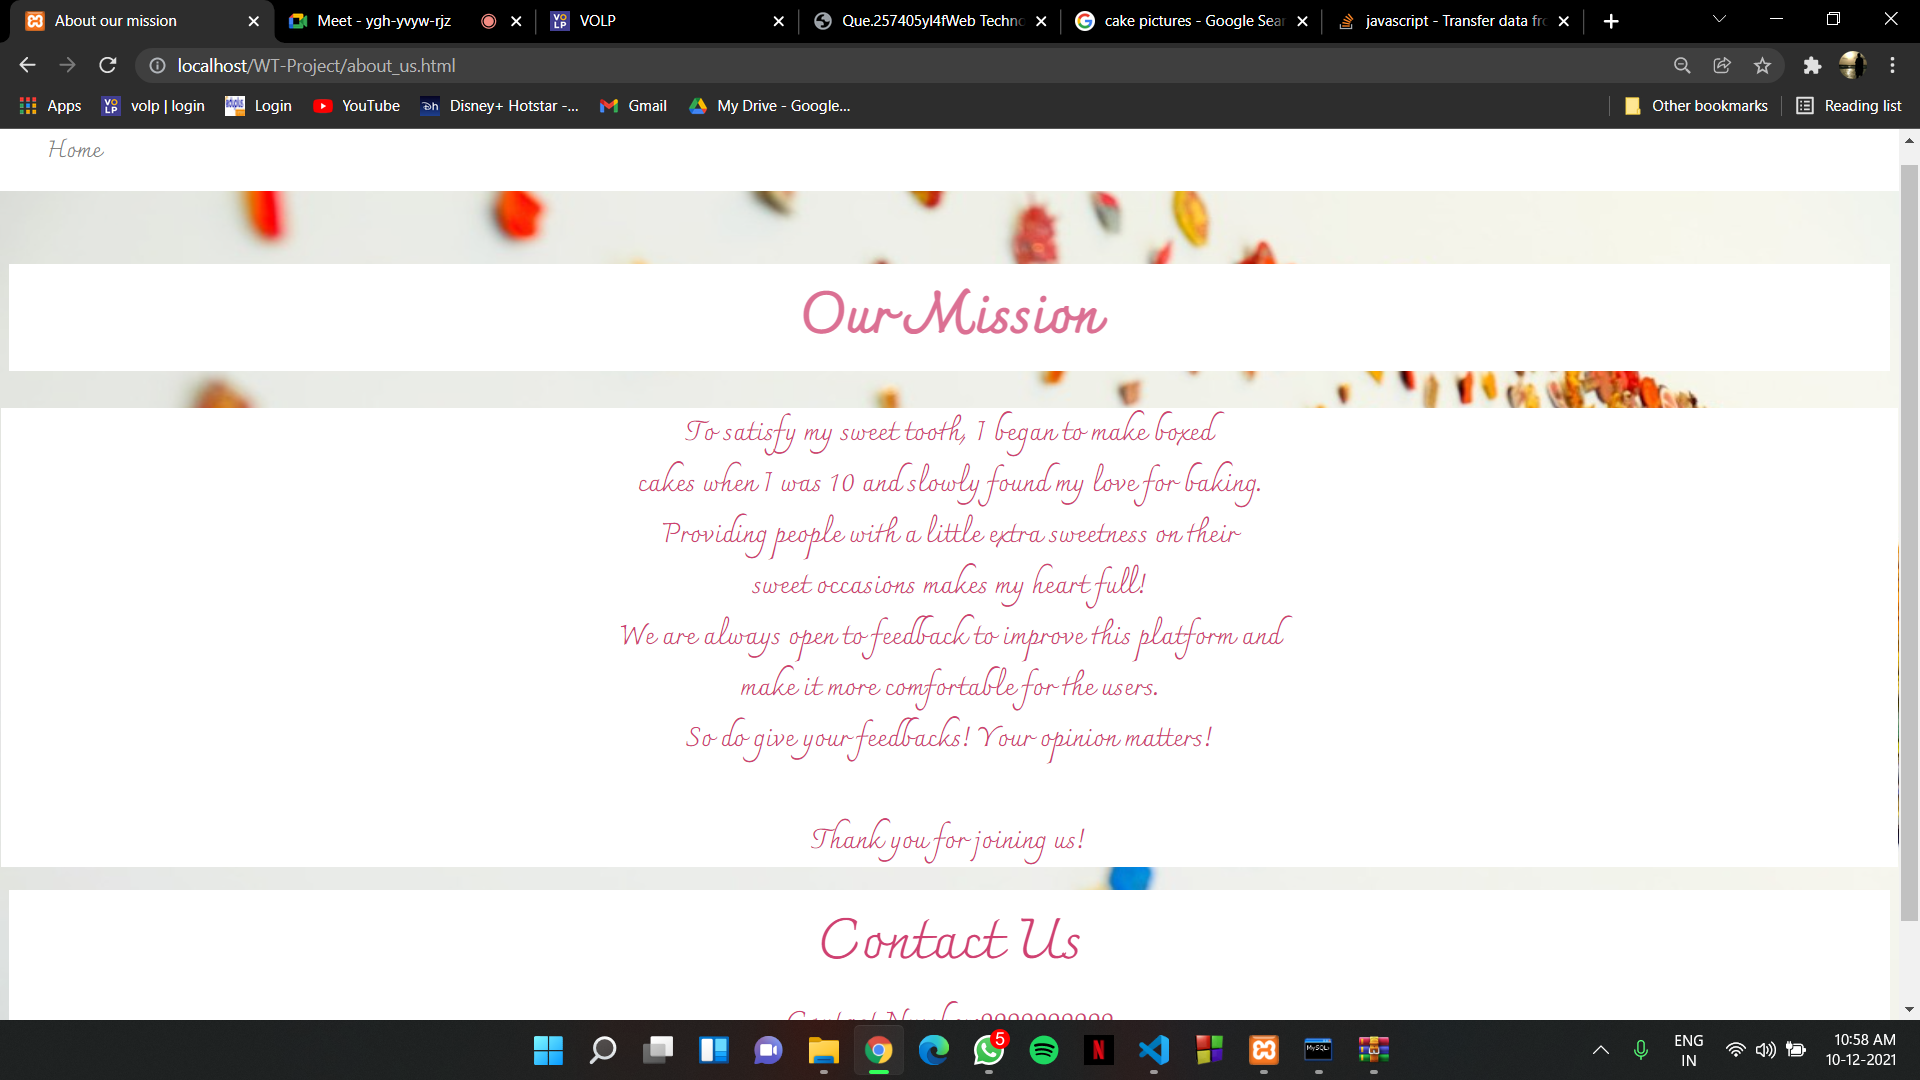 About our mission
Meet - ygh-yvyw-rjz
VOLP
Que.257405yl4fWeb Techno
cake pictures - Google Sear
javascript - Transfer data fr
localhost/WT-Project/about_us.html
Apps
volp | login
Login
YouTube
Disney+ Hotstar -...
Gmail
My Drive - Google...
Other bookmarks
Reading list
Home
Our Mission
To satisfy my sweet tooth, I began to make boxed
cakes when I was 10 and slowly found my love for baking.
Providing people with a little extra sweetness on their
sweet occasions makes my heart full!
We are always open to feedback to improve this platform and
make it more comfortable for the users.
So do give your feedbacks! Your opinion matters!
Thank you for joining us!
Contact Us
5
ENG
IN
10:58 AM
10-12-2021